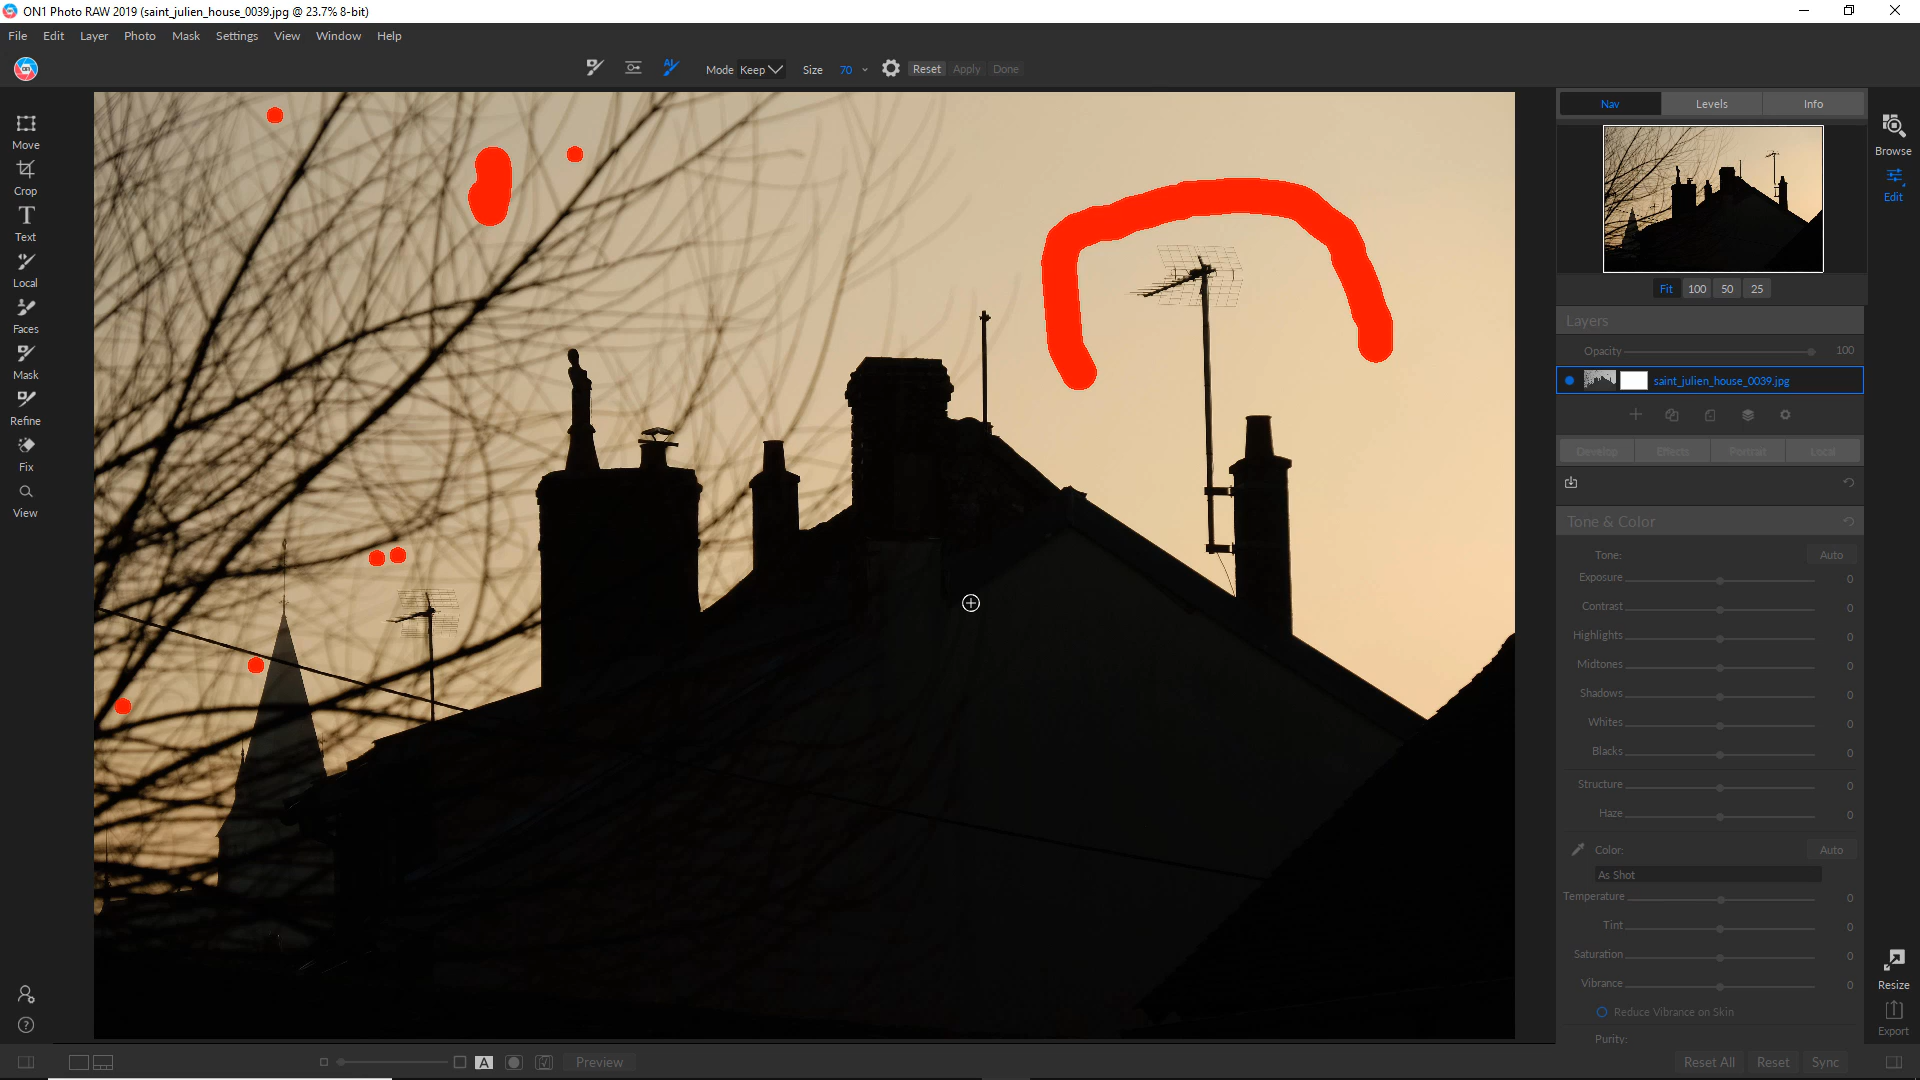 ON1 Photo RAW 2019 (saint_julien_house_0039.jpg @ 23.7% 8-bit)
File Edit Layer Photo Mask Settings View Window Help
Mode Keep Size 70 Reset Apply Done
Move
Crop
Text
Local
Faces
Mask
Refine
Fix
View
Nav Levels Info
Browse
Edit
Fit 100 50 25
Layers
Opacity 100
saint_julien_house_0039.jpg
Develop Effects Portrait Local
Tone & Color
Tone: Auto
Exposure 0
Contrast 0
Highlights 0
Midtones 0
Shadows 0
Whites 0
Blacks 0
Structure 0
Haze 0
Color: Auto
As Shot
Temperature 0
Tint 0
Saturation 0
Vibrance 0
Reduce Vibrance on Skin
Purity:
Resize
Export
A Preview
Reset All Reset Sync